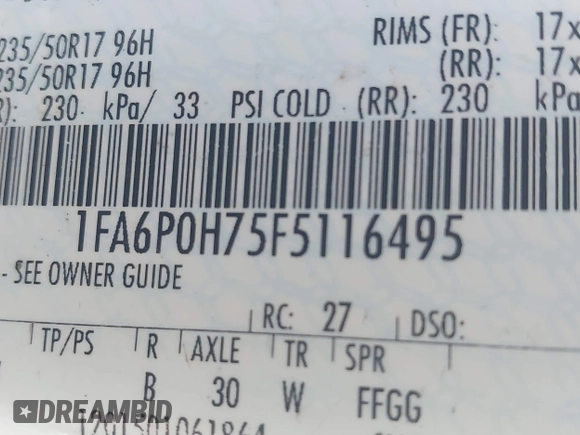 235/50R17 96H RIMS (FR): 17x
235/50R17 96H (RR): 17x
R): 230 kPa/ 33 PSI COLD (RR): 230 kPa
1FA6P0H75F5116495
- SEE OWNER GUIDE
RC: 27 DSO:
TP/PS R AXLE TR SPR
B 30 W FFGG
DREAMBID